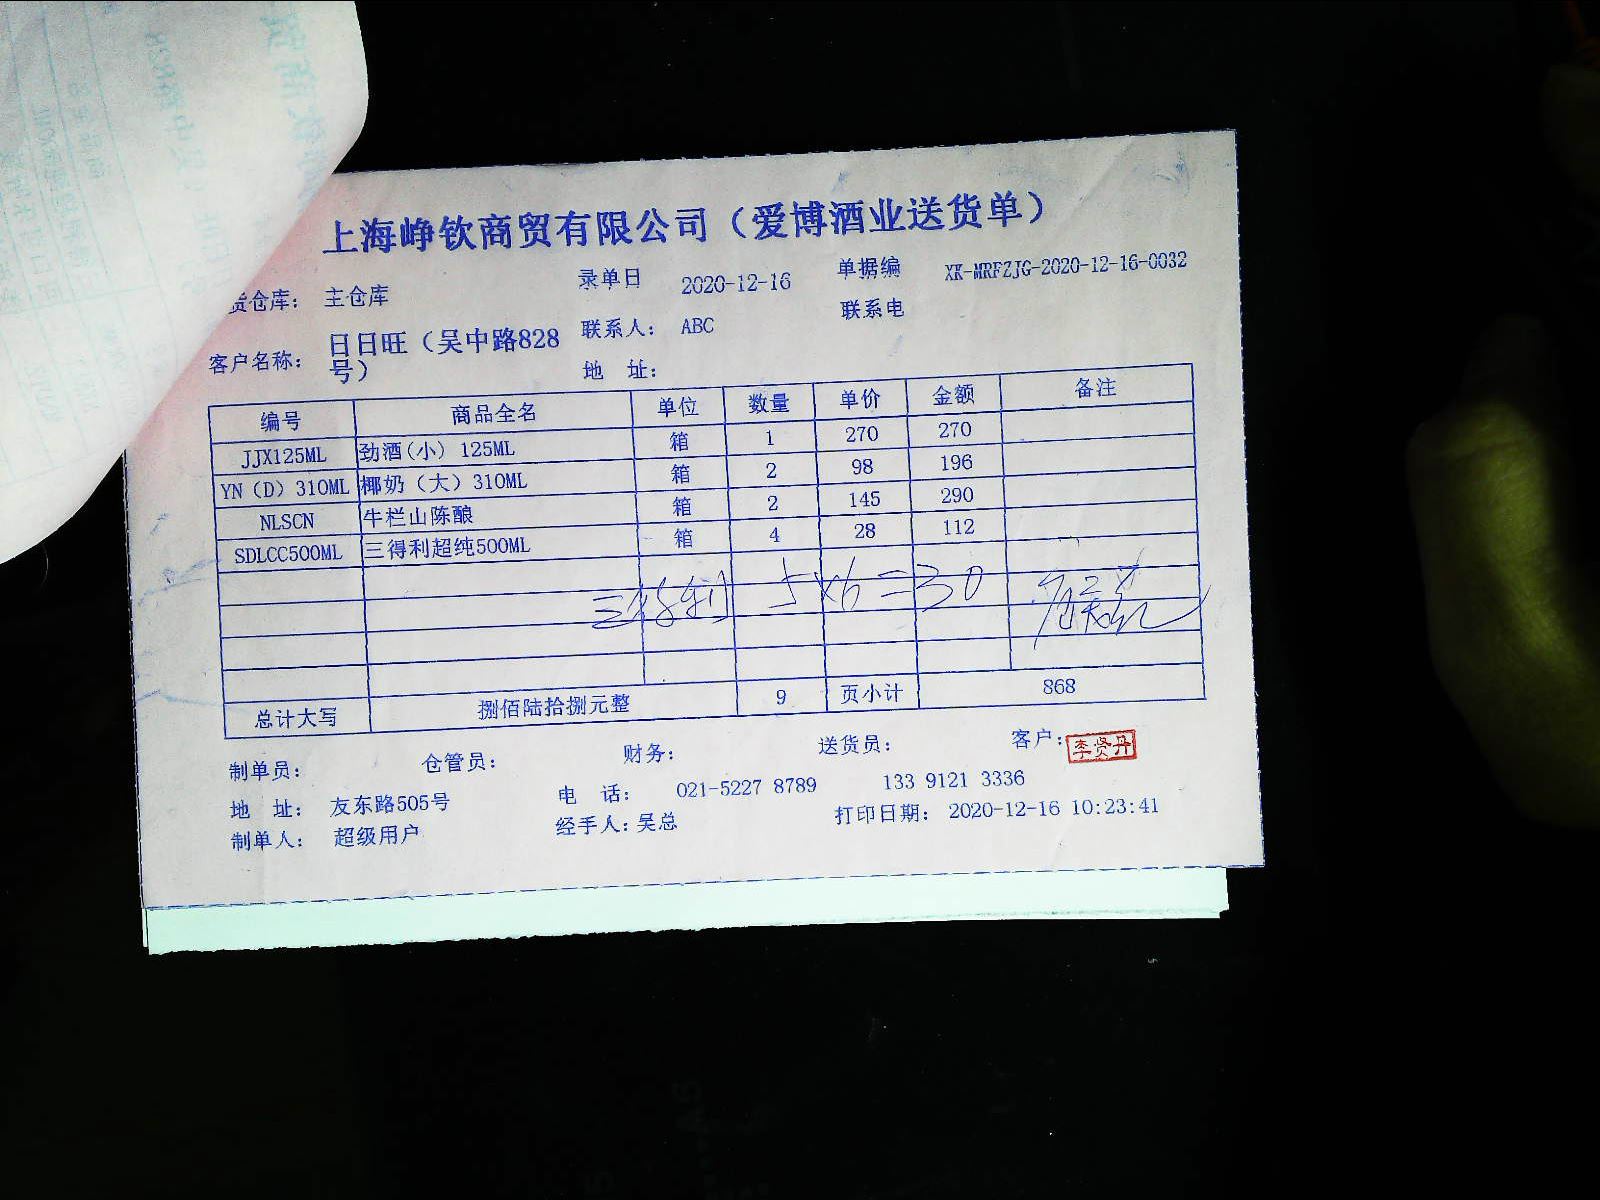 上海峥钦商贸有限公司（爱博酒业送货单）
货仓库： 主仓库 录单日 2020-12-16 单据编 XK-MRFZJG-2020-12-16-0032
客户名称： 日日旺（吴中路828号） 联系人： ABC 联系电
地 址：
编号 商品全名 单位 数量 单价 金额 备注
JJX125ML 劲酒(小) 125ML 箱 1 270 270
YN（D）310ML 椰奶（大）310ML 箱 2 98 196
NLSCN 牛栏山陈酿 箱 2 145 290
SDLCC500ML 三得利超纯500ML 箱 4 28 112
三得利 5×6=30
总计大写 捌佰陆拾捌元整 9 页小计 868
制单员： 仓管员： 财务： 送货员： 客户： 李贤丹
地 址： 友东路505号 电 话： 021-5227 8789 133 9121 3336
制单人： 超级用户 经手人：吴总 打印日期： 2020-12-16 10:23:41